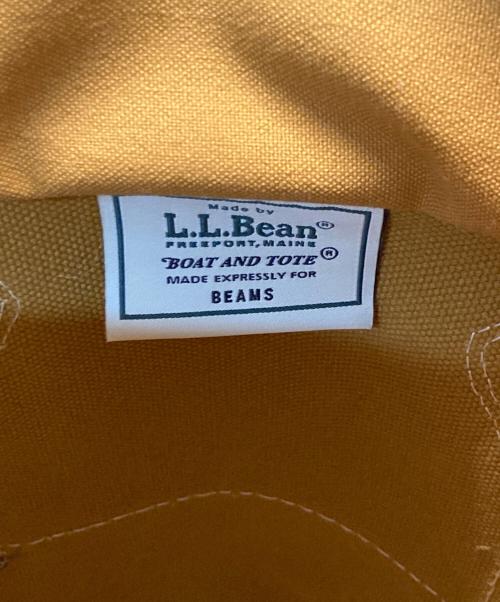 Made by
L.L.Bean®
FREEPORT, MAINE
BOAT AND TOTE®
MADE EXPRESSLY FOR
BEAMS